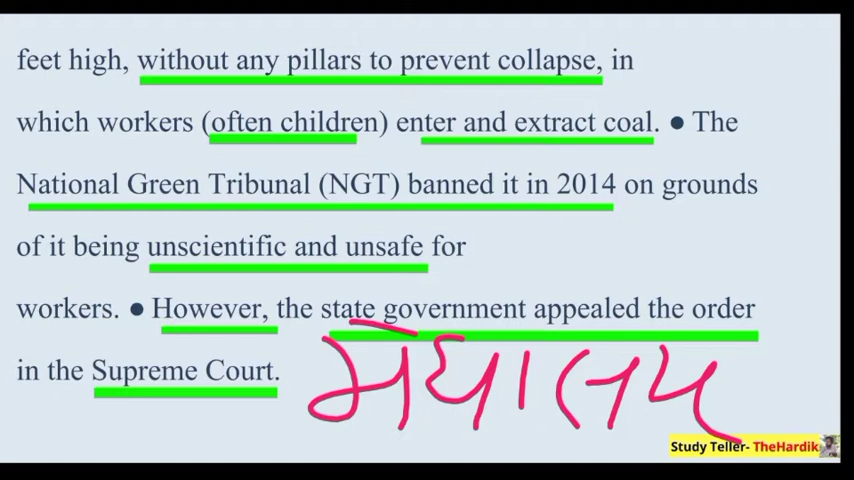 feet high, without any pillars to prevent collapse, in
which workers (often children) enter and extract coal. ● The
National Green Tribunal (NGT) banned it in 2014 on grounds
of it being unscientific and unsafe for
workers. ● However, the state government appealed the order
in the Supreme Court.
मेघालय
Study Teller- TheHardik